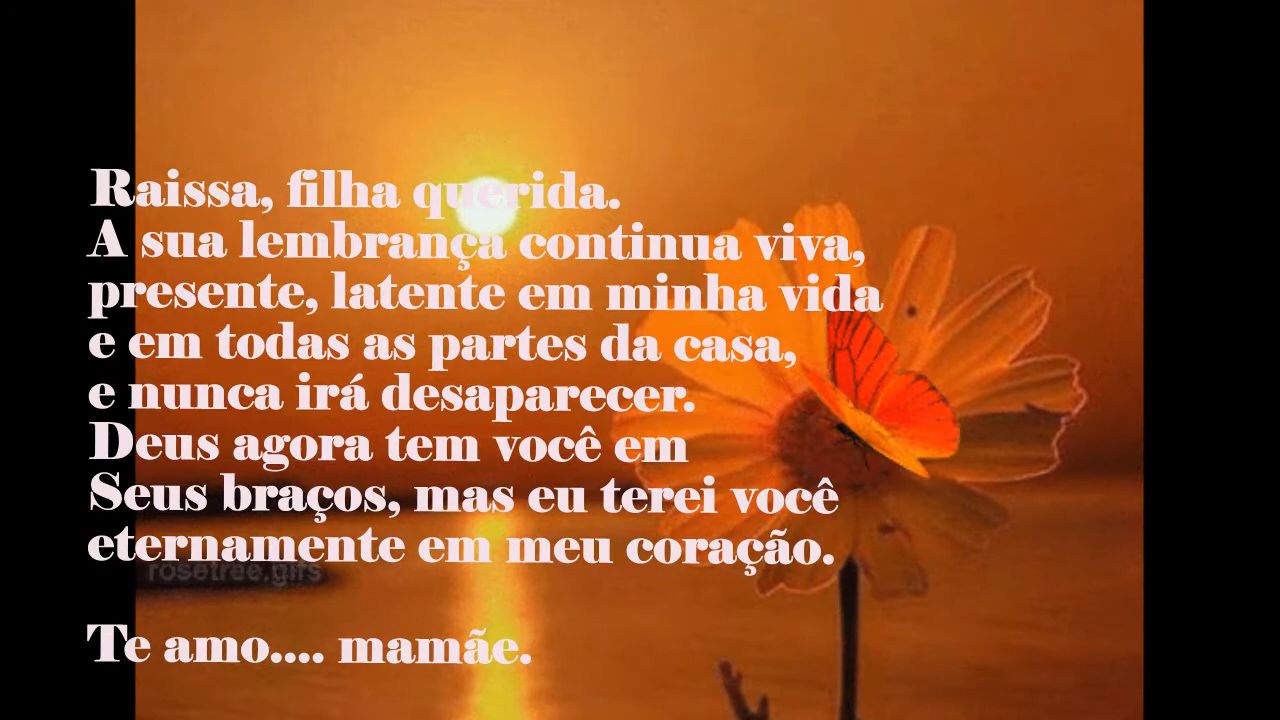 Raissa, filha querida.
A sua lembrança continua viva,
presente, latente em minha vida
e em todas as partes da casa,
e nunca irá desaparecer.
Deus agora tem você em
Seus braços, mas eu terei você
eternamente em meu coração.
rosetree.gifs
Te amo.... mamãe.